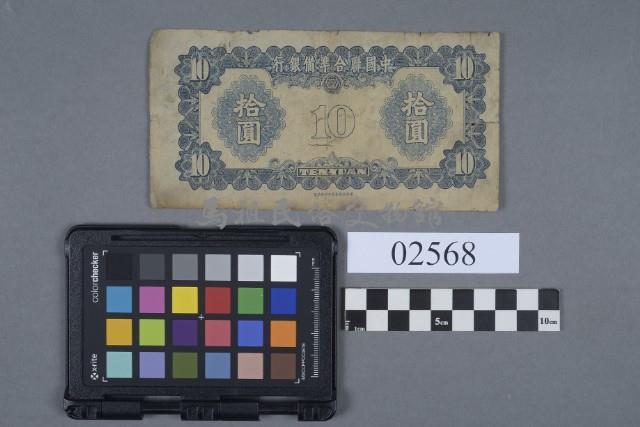 10 行銀備準合聯國中 10
拾圓 10 拾圓
10 TEN YUAN 10
馬祖民俗文物館
02568
colorchecker
x·rite
1cm 5cm 10cm